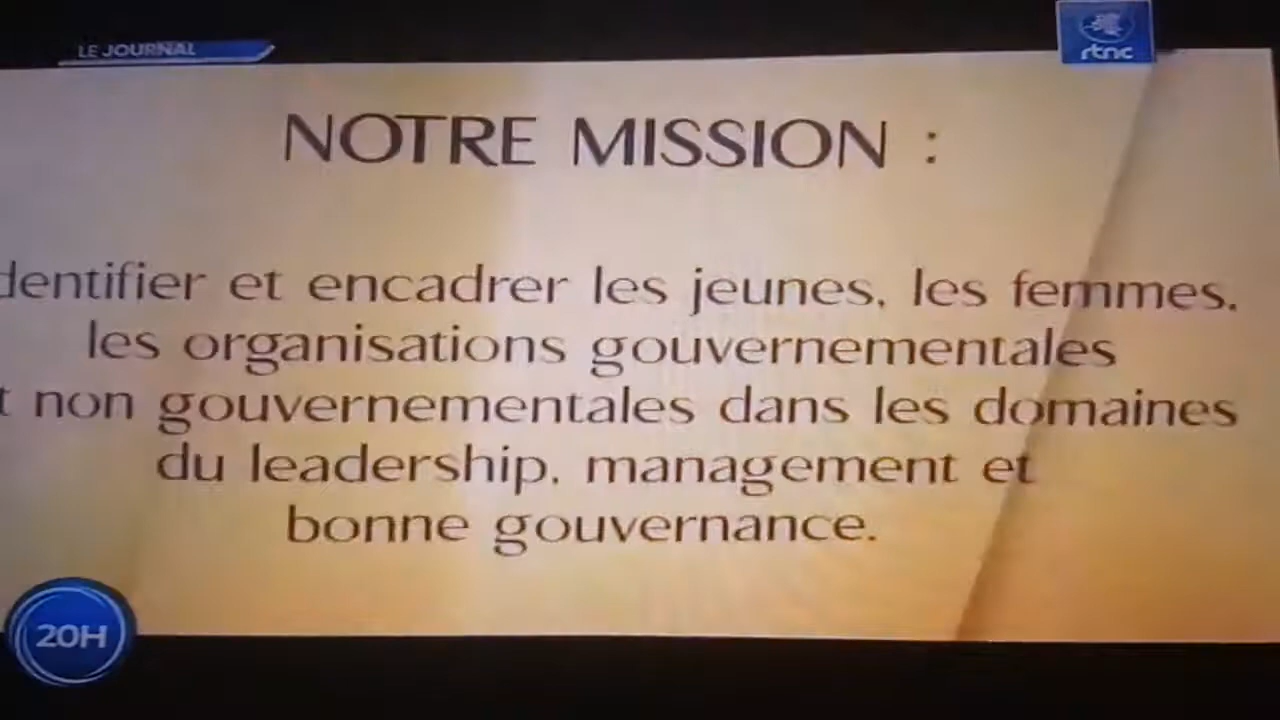 LE JOURNAL
rtnc
NOTRE MISSION :
dentifier et encadrer les jeunes, les femmes,
les organisations gouvernementales
t non gouvernementales dans les domaines
du leadership, management et
bonne gouvernance.
20H